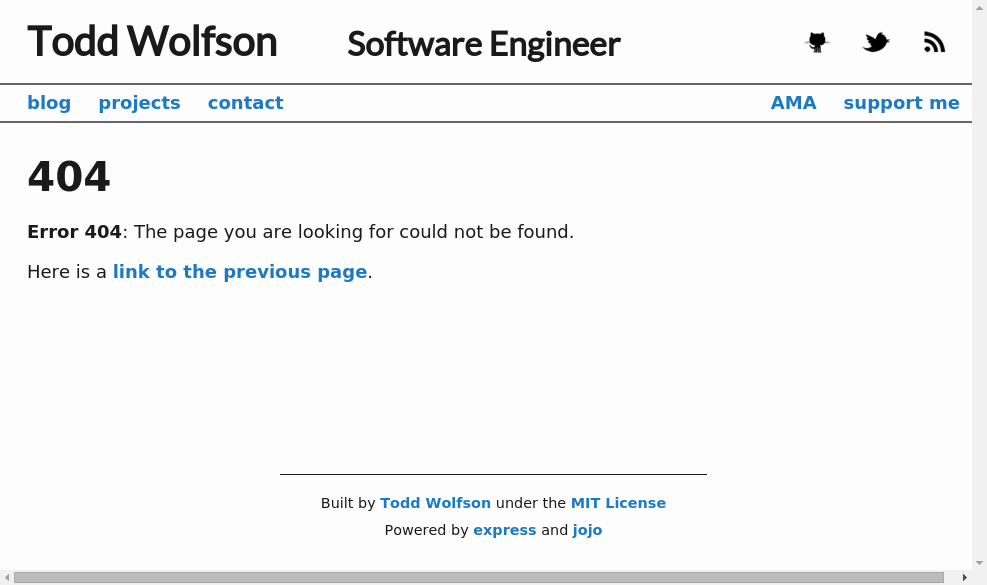 Todd Wolfson Software Engineer
blog projects contact AMA support me
404
Error 404: The page you are looking for could not be found.
Here is a link to the previous page.
Built by Todd Wolfson under the MIT License
Powered by express and jojo